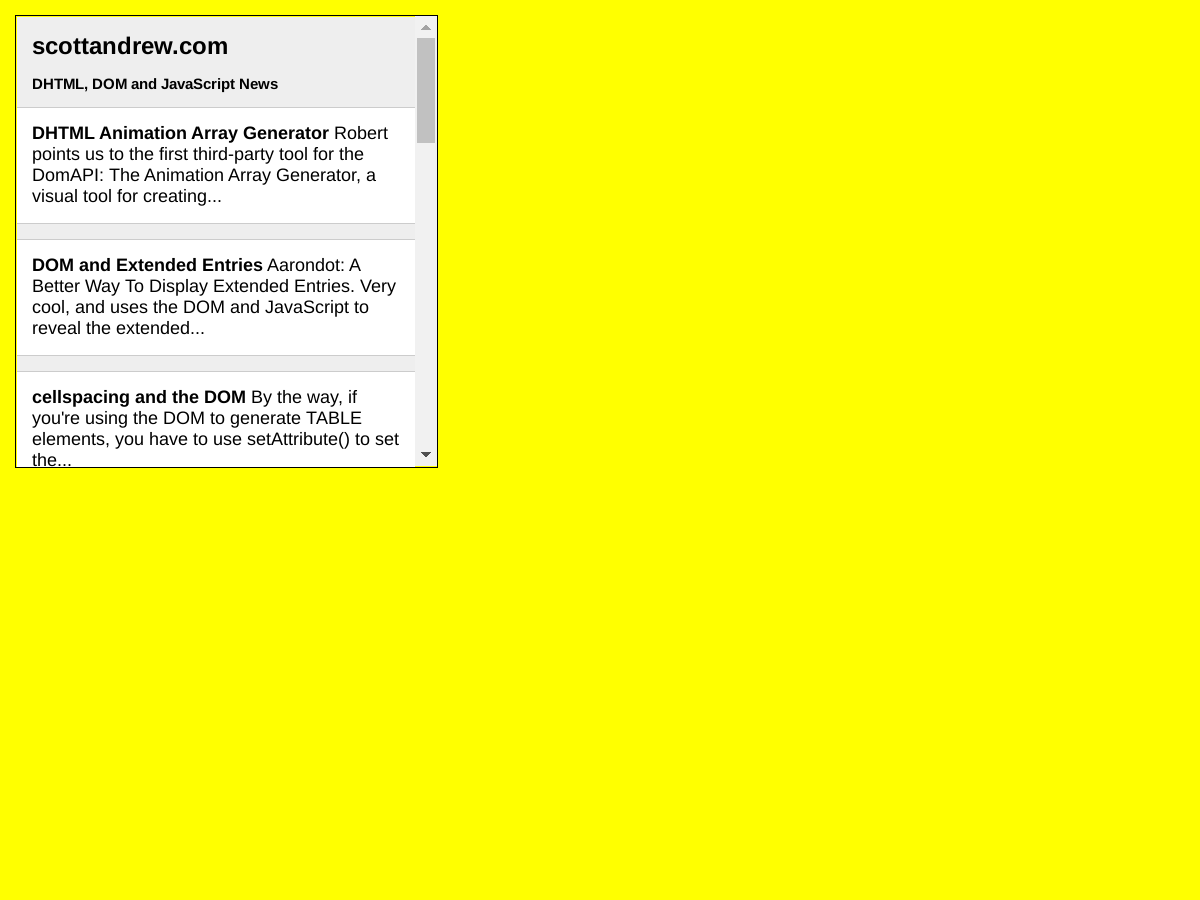 scottandrew.com
DHTML, DOM and JavaScript News
DHTML Animation Array Generator Robert
points us to the first third-party tool for the
DomAPI: The Animation Array Generator, a
visual tool for creating...
DOM and Extended Entries Aarondot: A
Better Way To Display Extended Entries. Very
cool, and uses the DOM and JavaScript to
reveal the extended...
cellspacing and the DOM By the way, if
you're using the DOM to generate TABLE
elements, you have to use setAttribute() to set
the...